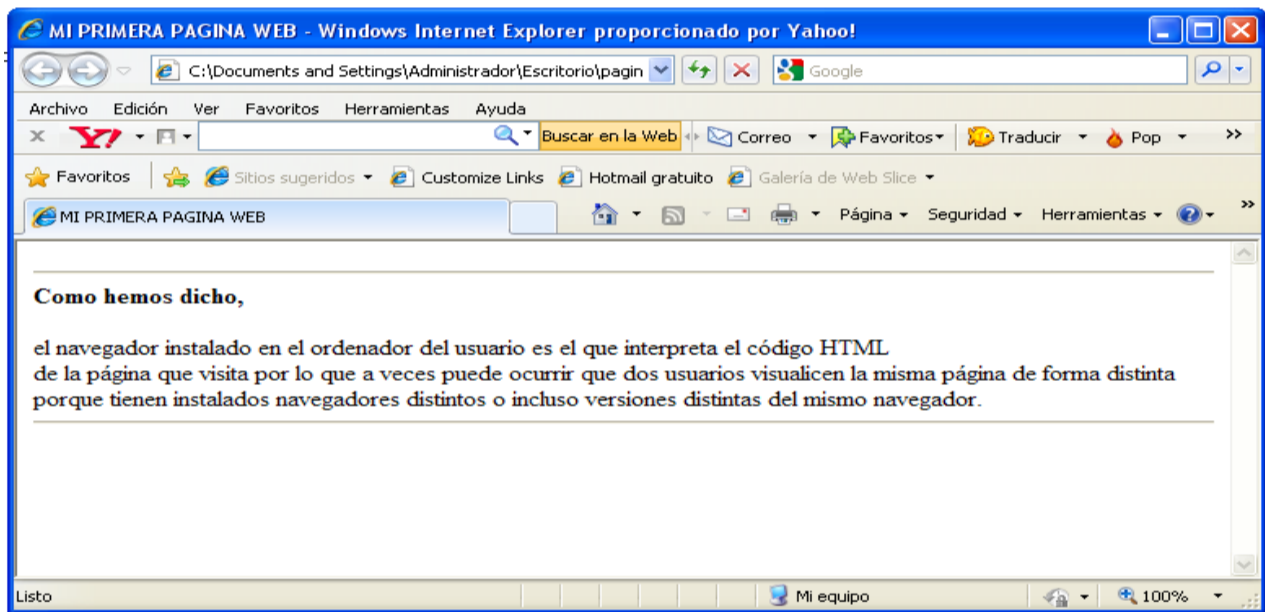 MI PRIMERA PAGINA WEB - Windows Internet Explorer proporcionado por Yahoo!
C:\Documents and Settings\Administrador\Escritorio\pagin
Google
Archivo Edición Ver Favoritos Herramientas Ayuda
X Y! Buscar en la Web Correo Favoritos Traducir Pop >>
Favoritos Sitios sugeridos Customize Links Hotmail gratuito Galería de Web Slice
MI PRIMERA PAGINA WEB Página Seguridad Herramientas >>
Como hemos dicho,
el navegador instalado en el ordenador del usuario es el que interpreta el código HTML
de la página que visita por lo que a veces puede ocurrir que dos usuarios visualicen la misma página de forma distinta
porque tienen instalados navegadores distintos o incluso versiones distintas del mismo navegador.
Listo Mi equipo 100%